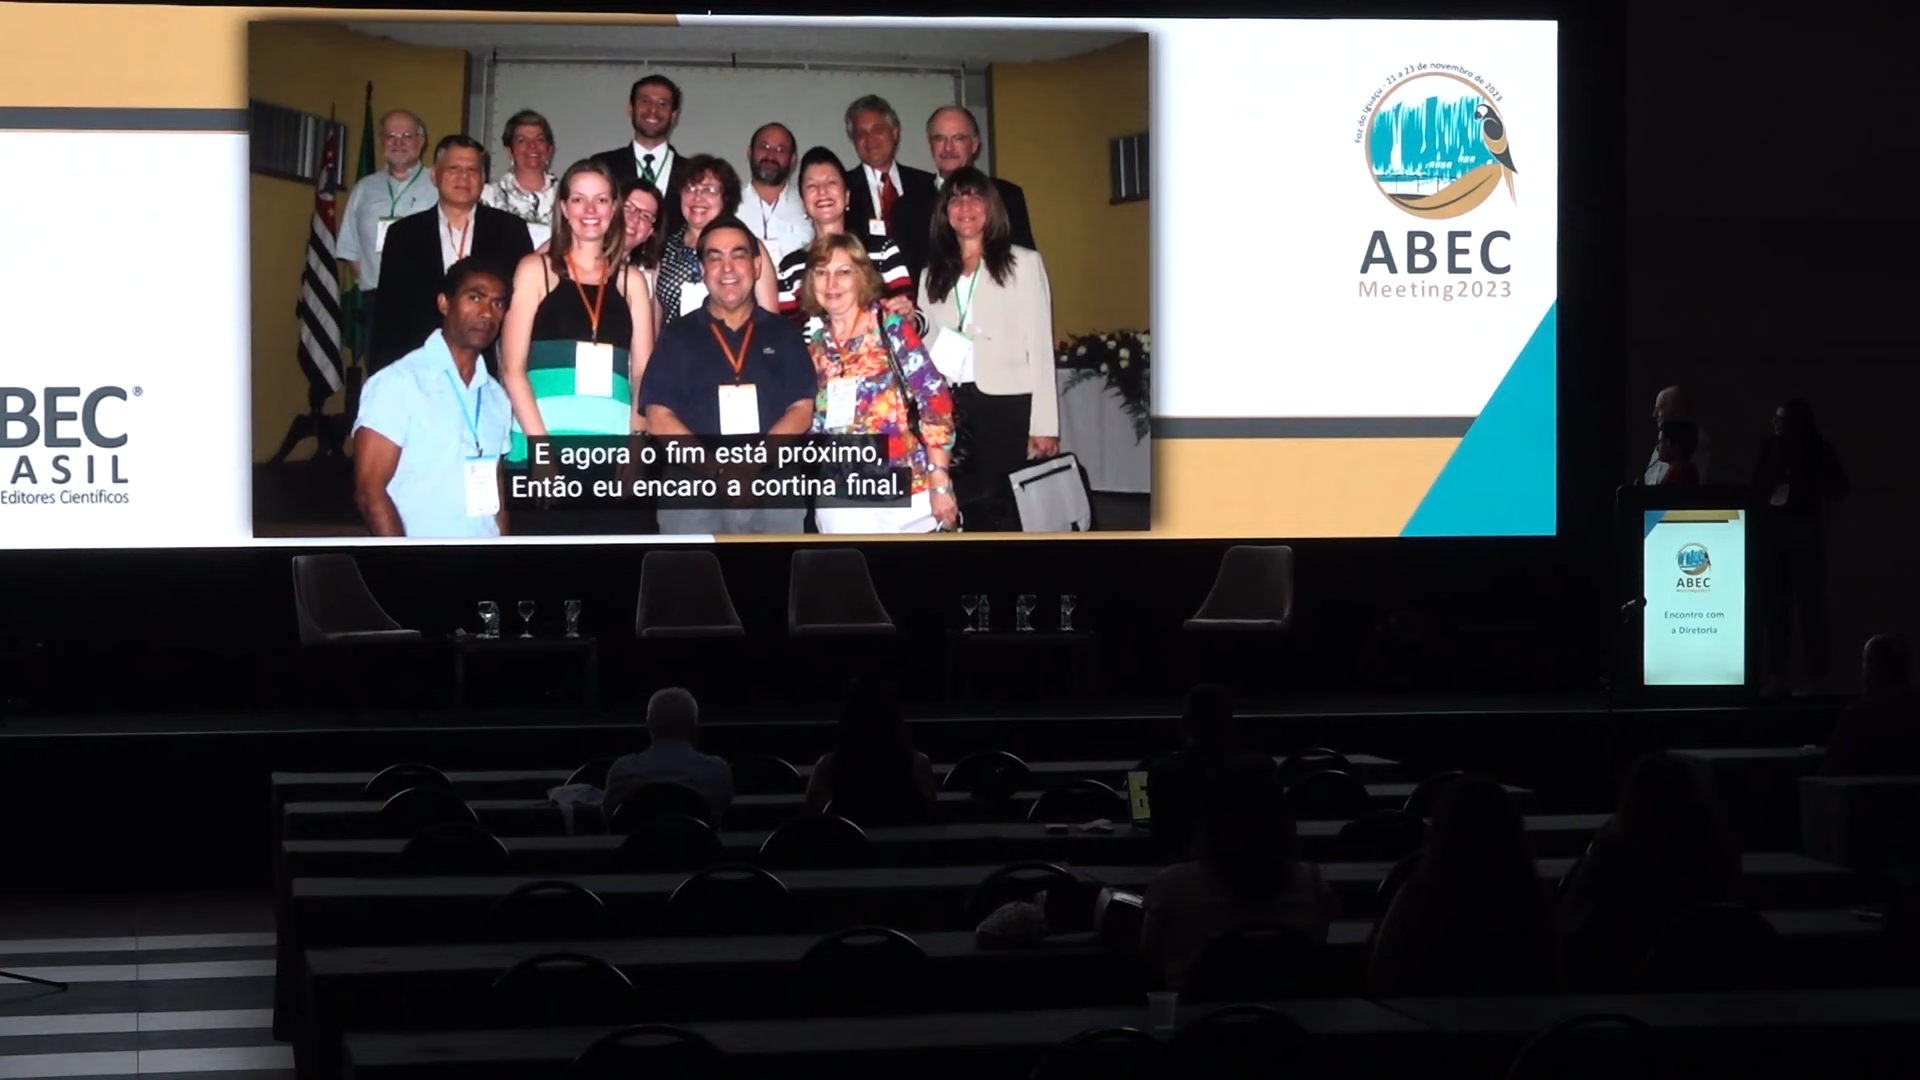 Foz do Iguaçu - 21 a 23 de novembro de 2023
ABEC
Meeting2023
BEC®
ASIL
Editores Científicos
E agora o fim está próximo,
Então eu encaro a cortina final.
ABEC
Meeting2023
Encontro com
a Diretoria